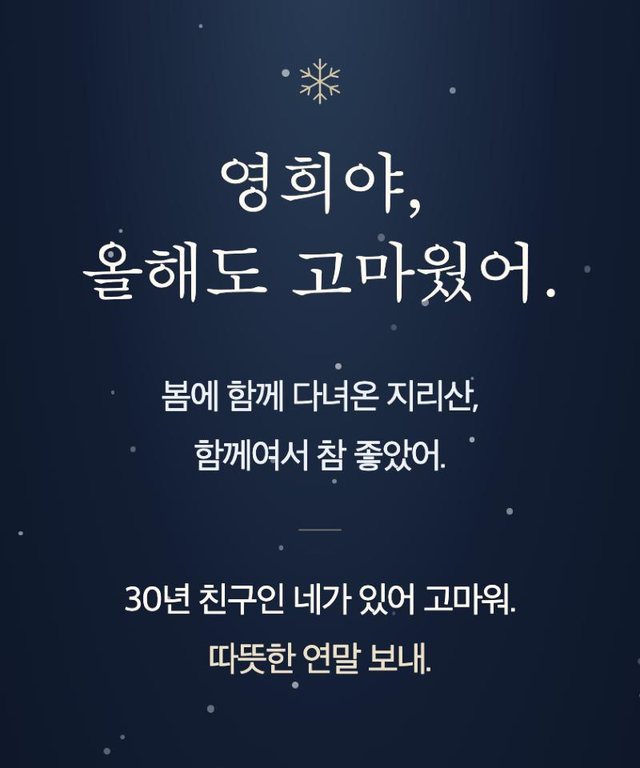 영희야,
올해도 고마웠어.
봄에 함께 다녀온 지리산,
함께여서 참 좋았어.
30년 친구인 네가 있어 고마워.
따뜻한 연말 보내.